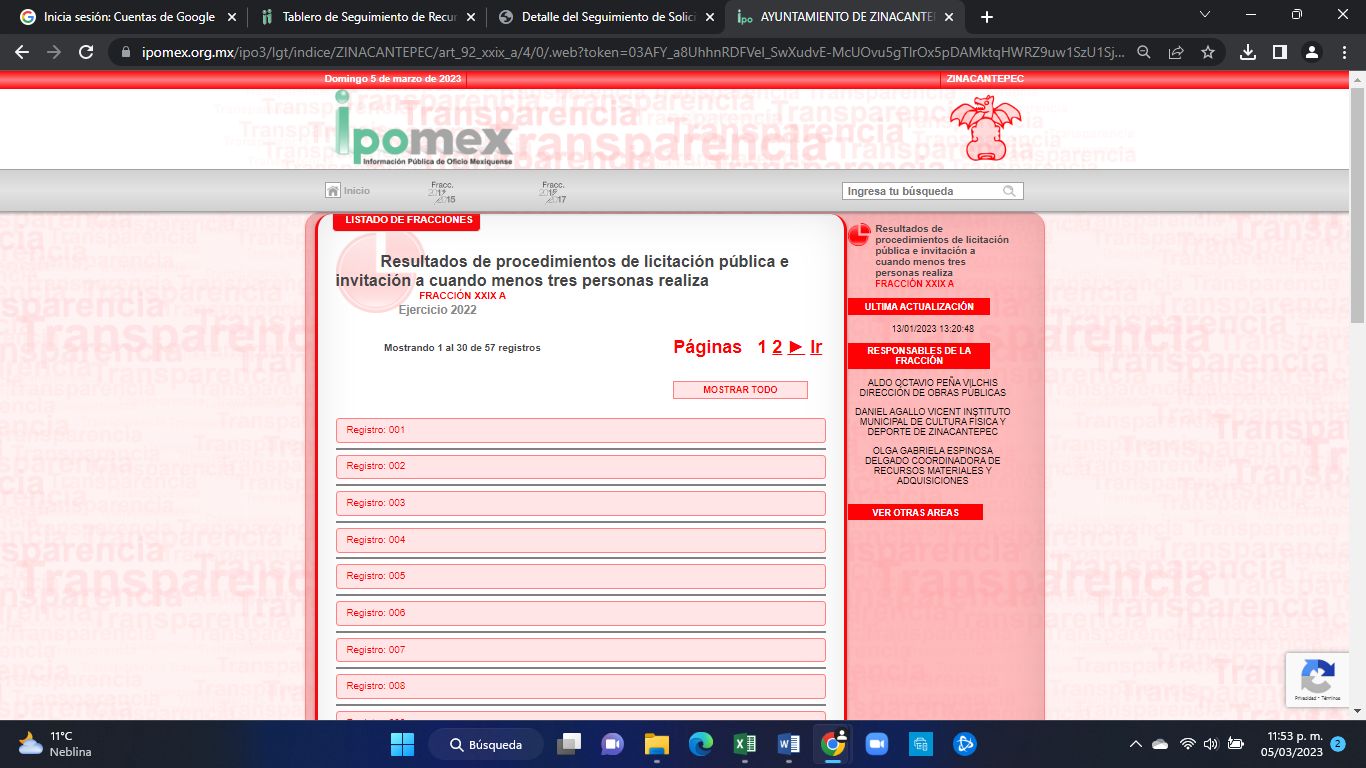 Inicia sesión: Cuentas de Google
Tablero de Seguimiento de Recur
Detalle del Seguimiento de Solici
AYUNTAMIENTO DE ZINACANTE
ipomex.org.mx/ipo3/lgt/indice/ZINACANTEPEC/art_92_xxix_a/4/0/.web?token=03AFY_a8UhhnRDFVel_SwXudvE-McUOvu5gTIrOx5pDAMktqHWRZ9uw1SzU1Sj...
Domingo 5 de marzo de 2023
ZINACANTEPEC
Transparencia
ipomex
Información Pública de Oficio Mexiquense
Inicio
Fracc.
2015
Fracc.
2017
Ingresa tu búsqueda
LISTADO DE FRACCIONES
Resultados de procedimientos de licitación pública e
invitación a cuando menos tres personas realiza
FRACCIÓN XXIX A
Ejercicio 2022
Mostrando 1 al 30 de 57 registros
Páginas 1 2 ► Ir
MOSTRAR TODO
Registro: 001
Registro: 002
Registro: 003
Registro: 004
Registro: 005
Registro: 006
Registro: 007
Registro: 008
Resultados de
procedimientos de licitación
pública e invitación a
cuando menos tres
personas realiza
FRACCIÓN XXIX A
ULTIMA ACTUALIZACIÓN
13/01/2023 13:20:48
RESPONSABLES DE LA
FRACCIÓN
ALDO OCTAVIO PEÑA VILCHIS
DIRECCIÓN DE OBRAS PÚBLICAS
DANIEL AGALLO VICENT INSTITUTO
MUNICIPAL DE CULTURA FÍSICA Y
DEPORTE DE ZINACANTEPEC
OLGA GABRIELA ESPINOSA
DELGADO COORDINADORA DE
RECURSOS MATERIALES Y
ADQUISICIONES
VER OTRAS AREAS
Privacidad - Términos
11°C
Neblina
Búsqueda
11:53 p. m.
05/03/2023
2